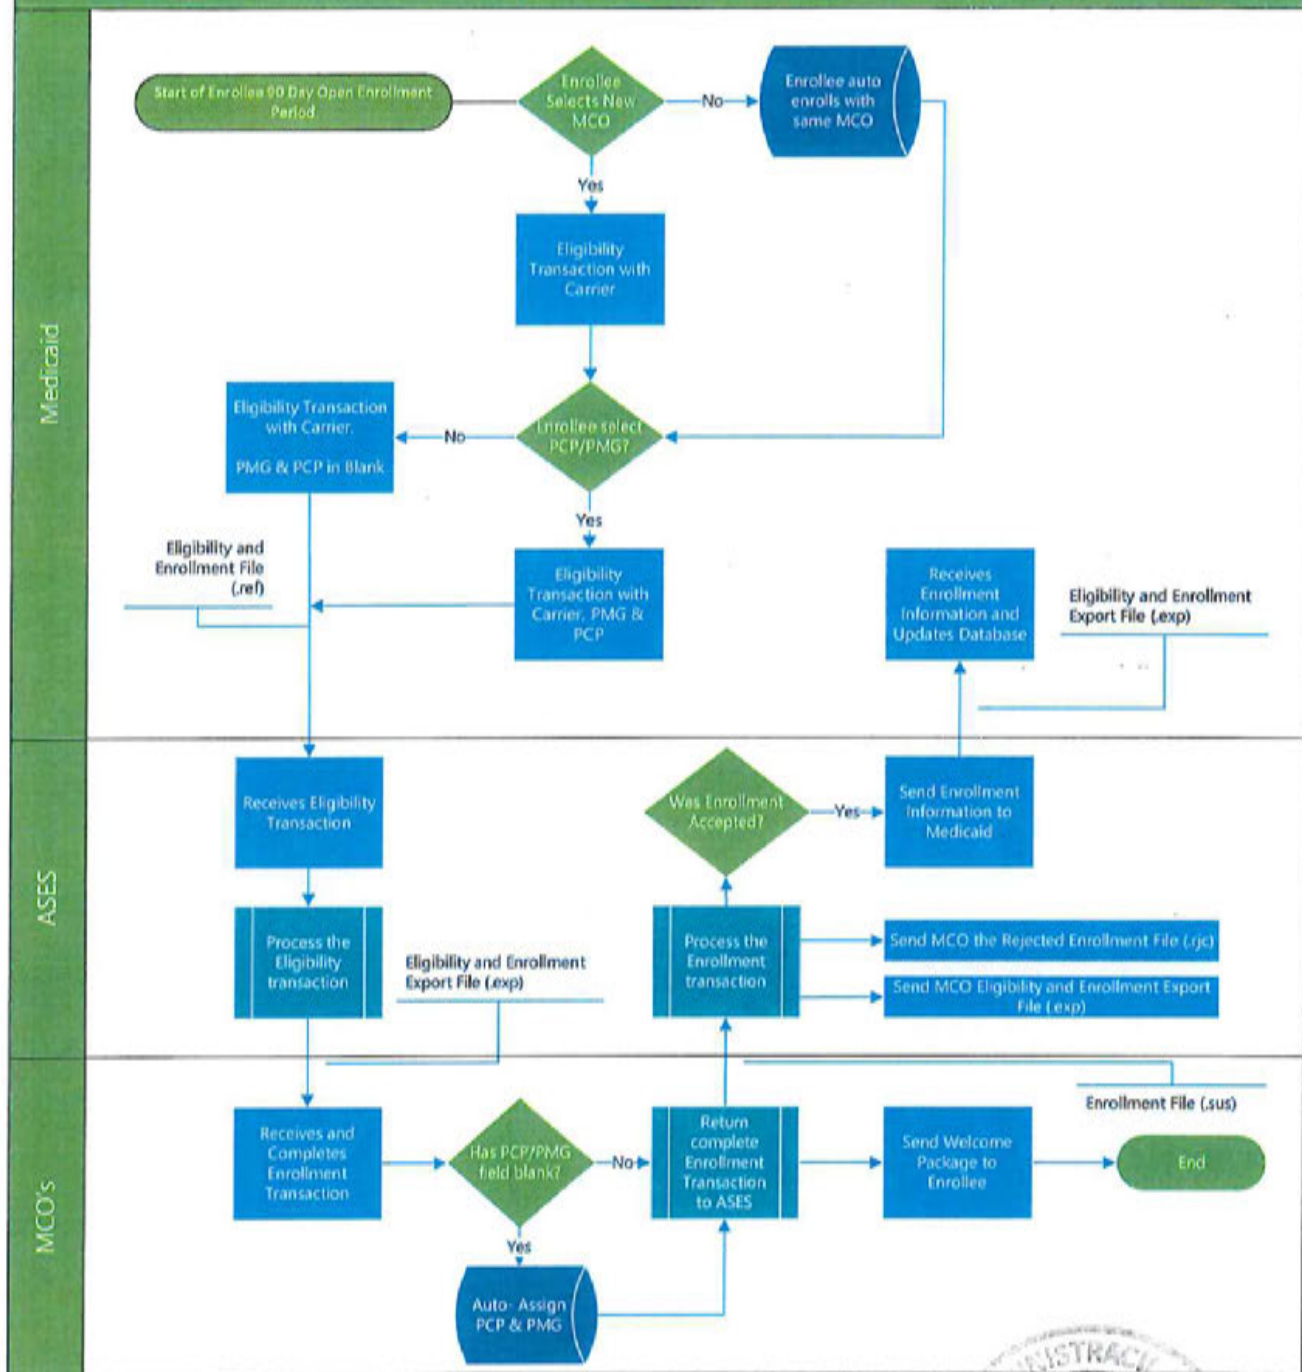 Medicaid
Start of Enrollee 90 Day Open Enrollment
Period
Enrollee
Selects New
MCO
No
Enrollee auto
enrolls with
same MCO
Yes
Eligibility
Transaction with
Carrier
Enrollee select
PCP/PMG?
No
Eligibility Transaction
with Carrier.
PMG & PCP in Blank
Yes
Eligibility and
Enrollment File
(.ref)
Eligibility
Transaction with
Carrier, PMG &
PCP
Receives
Enrollment
Information and
Updates Database
Eligibility and Enrollment
Export File (.exp)
ASES
Receives Eligibility
Transaction
Was Enrollment
Accepted?
Yes
Send Enrollment
Information to
Medicaid
Process the
Eligibility
transaction
Eligibility and Enrollment
Export File (.exp)
Process the
Enrollment
transaction
Send MCO the Rejected Enrollment File (.rjc)
Send MCO Eligibility and Enrollment Export
File (.exp)
MCO's
Receives and
Completes
Enrollment
Transaction
Has PCP/PMG
field blank?
No
Return
complete
Enrollment
Transaction
to ASES
Send Welcome
Package to
Enrollee
Enrollment File (.sus)
End
Yes
Auto- Assign
PCP & PMG